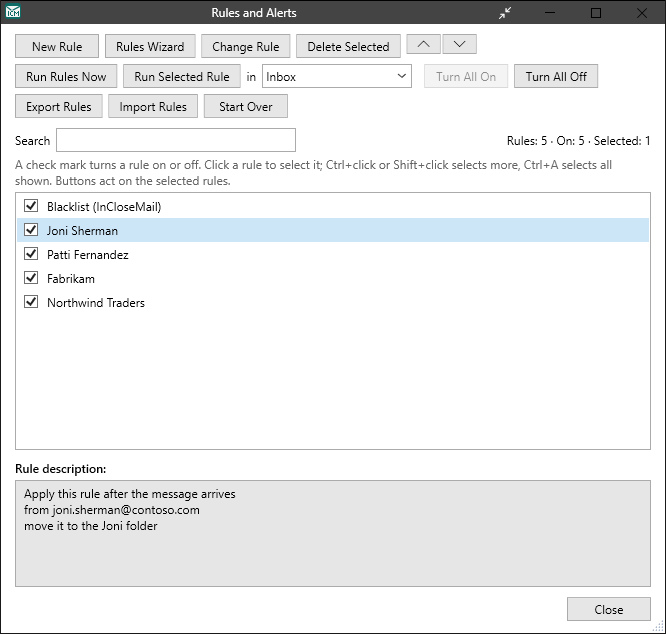 ICM
Rules and Alerts
New Rule Rules Wizard Change Rule Delete Selected
Run Rules Now Run Selected Rule in Inbox Turn All On Turn All Off
Export Rules Import Rules Start Over
Search Rules: 5 · On: 5 · Selected: 1
A check mark turns a rule on or off. Click a rule to select it; Ctrl+click or Shift+click selects more, Ctrl+A selects all
shown. Buttons act on the selected rules.
Blacklist (InCloseMail)
Joni Sherman
Patti Fernandez
Fabrikam
Northwind Traders
Rule description:
Apply this rule after the message arrives
from joni.sherman@contoso.com
move it to the Joni folder
Close